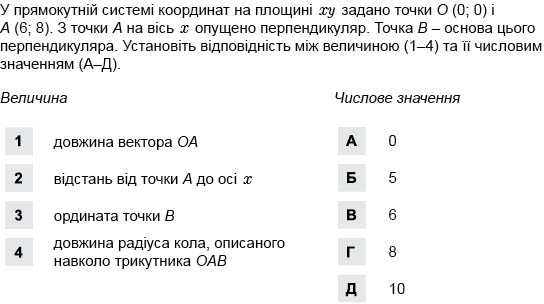 У прямокутній системі координат на площині xy задано точки O (0; 0) і
A (6; 8). З точки A на вісь x опущено перпендикуляр. Точка B – основа цього
перпендикуляра. Установіть відповідність між величиною (1–4) та її числовим
значенням (А–Д).
Величина
Числове значення
1 довжина вектора OA
А 0
2 відстань від точки A до осі x
Б 5
3 ордината точки B
В 6
4 довжина радіуса кола, описаного
навколо трикутника OAB
Г 8
Д 10